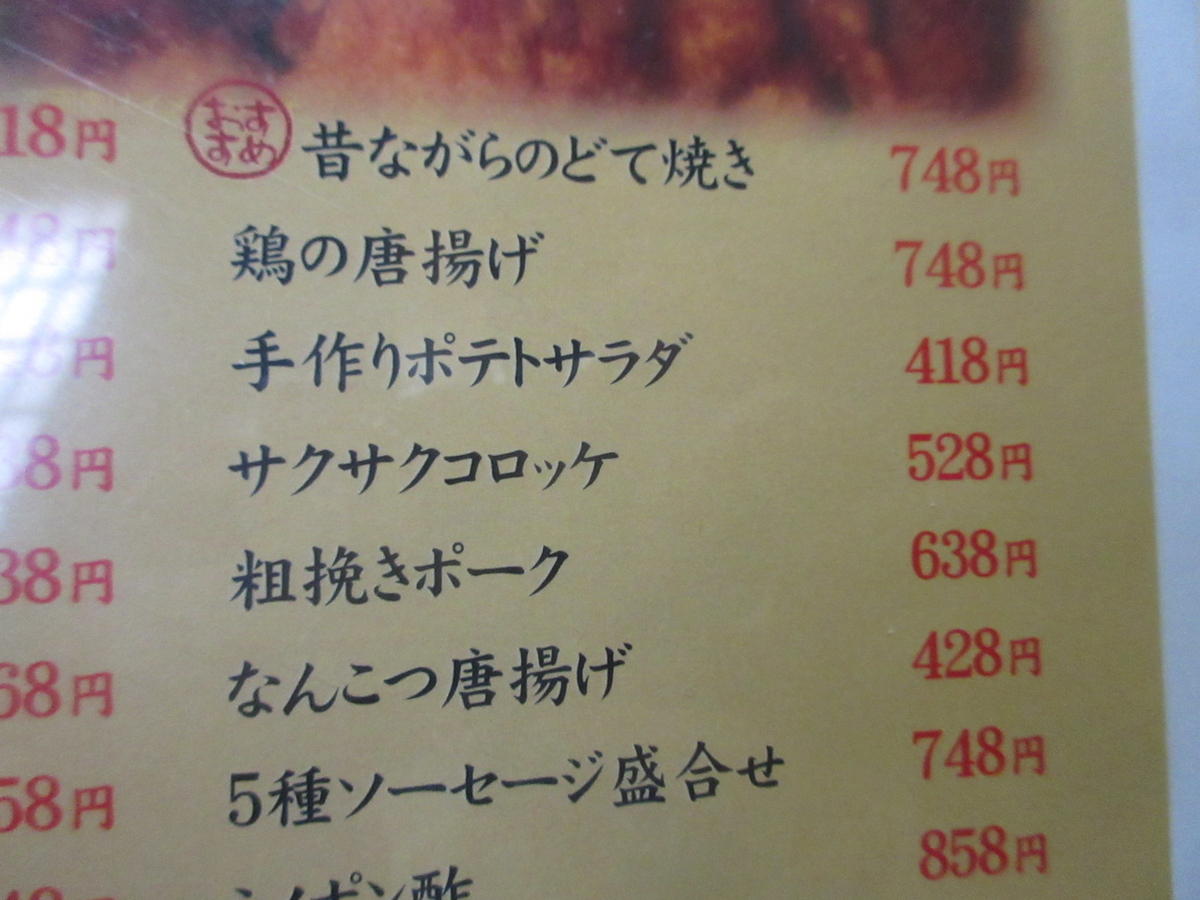 18円
おす
すめ
昔ながらのどて焼き 748円
鶏の唐揚げ 748円
円
手作りポテトサラダ 418円
8円
サクサクコロッケ 528円
38円
粗挽きポーク 638円
68円
なんこつ唐揚げ 428円
58円
5種ソーセージ盛合せ 748円
ポン酢 858円